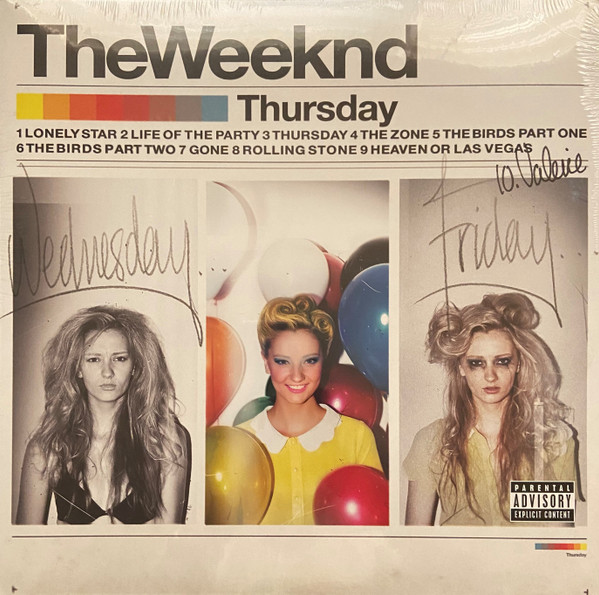 TheWeeknd
Thursday
1 LONELY STAR 2 LIFE OF THE PARTY 3 THURSDAY 4 THE ZONE 5 THE BIRDS PART ONE
6 THE BIRDS PART TWO 7 GONE 8 ROLLING STONE 9 HEAVEN OR LAS VEGAS
10. Valerie
Wednesday...
Friday...
PARENTAL
ADVISORY
EXPLICIT CONTENT
Thursday